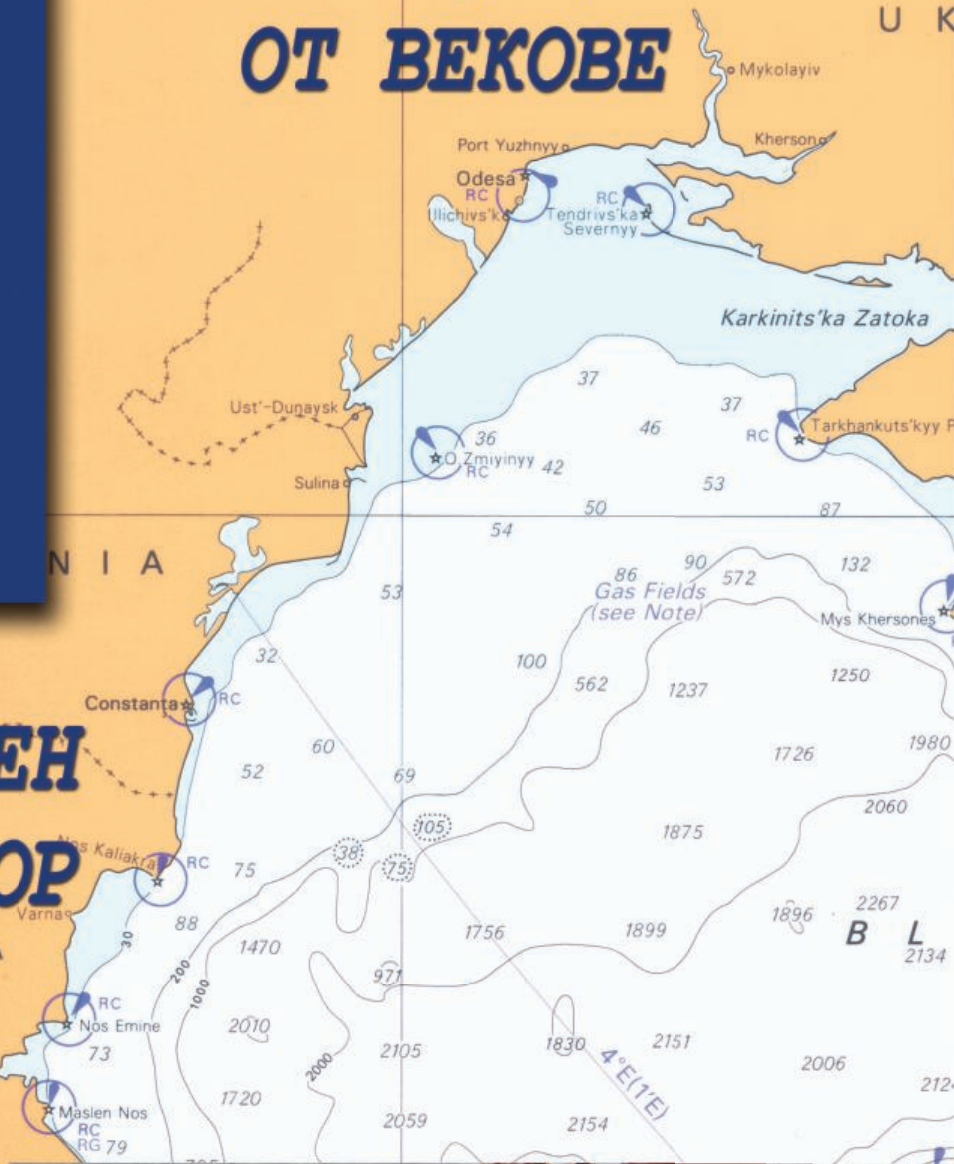 U K
ОТ ВЕКОВЕ
Mykolayiv
Kherson
Port Yuzhnyy
Odesa
RC
Illichivs'k
RC
Tendrivs'ka
Severnyy
Karkinits'ka Zatoka
37
37
46
Ust'-Dunaysk
36
RC
Tarkhankuts'kyy P
O.Zmiyinyy
42
RC
Sulina
53
50
87
54
N I A
90
132
86
572
Gas Fields
(see Note)
53
Mys Khersones
32
100
562
1237
1250
RC
Constanta
60
1726
1980
ЕН
52
69
2060
105
1875
38
ОР
Nos Kaliakra
RC
75
75
Varna
88
1896
2267
30
1470
1756
1899
B L
2134
200
971
1000
RC
Nos Emine
2010
73
2105
1830
2151
4°E(1'E)
2006
2000
212
1720
Maslen Nos
RC
RG
79
2059
2154